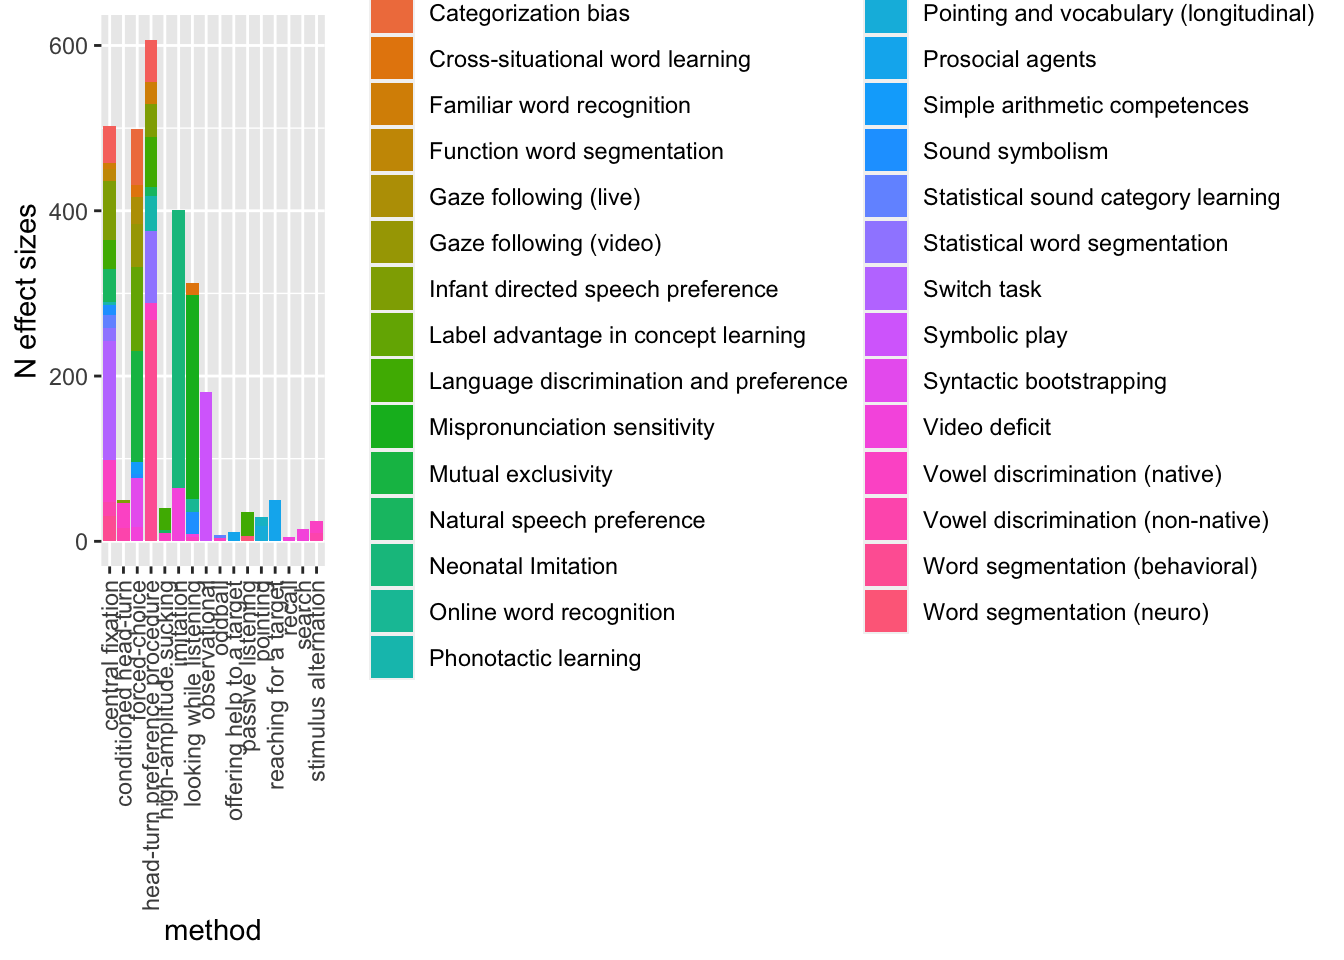 N effect sizes
600
400
200
0
central fixation
conditioned head-turn
forced-choice
head-turn preference procedure
high-amplitude sucking
imitation
looking while listening
observational
oddball
offering help to a target
passive listening
pointing
reaching for a target
recall
search
stimulus alternation
method
Categorization bias
Cross-situational word learning
Familiar word recognition
Function word segmentation
Gaze following (live)
Gaze following (video)
Infant directed speech preference
Label advantage in concept learning
Language discrimination and preference
Mispronunciation sensitivity
Mutual exclusivity
Natural speech preference
Neonatal Imitation
Online word recognition
Phonotactic learning
Pointing and vocabulary (longitudinal)
Prosocial agents
Simple arithmetic competences
Sound symbolism
Statistical sound category learning
Statistical word segmentation
Switch task
Symbolic play
Syntactic bootstrapping
Video deficit
Vowel discrimination (native)
Vowel discrimination (non-native)
Word segmentation (behavioral)
Word segmentation (neuro)